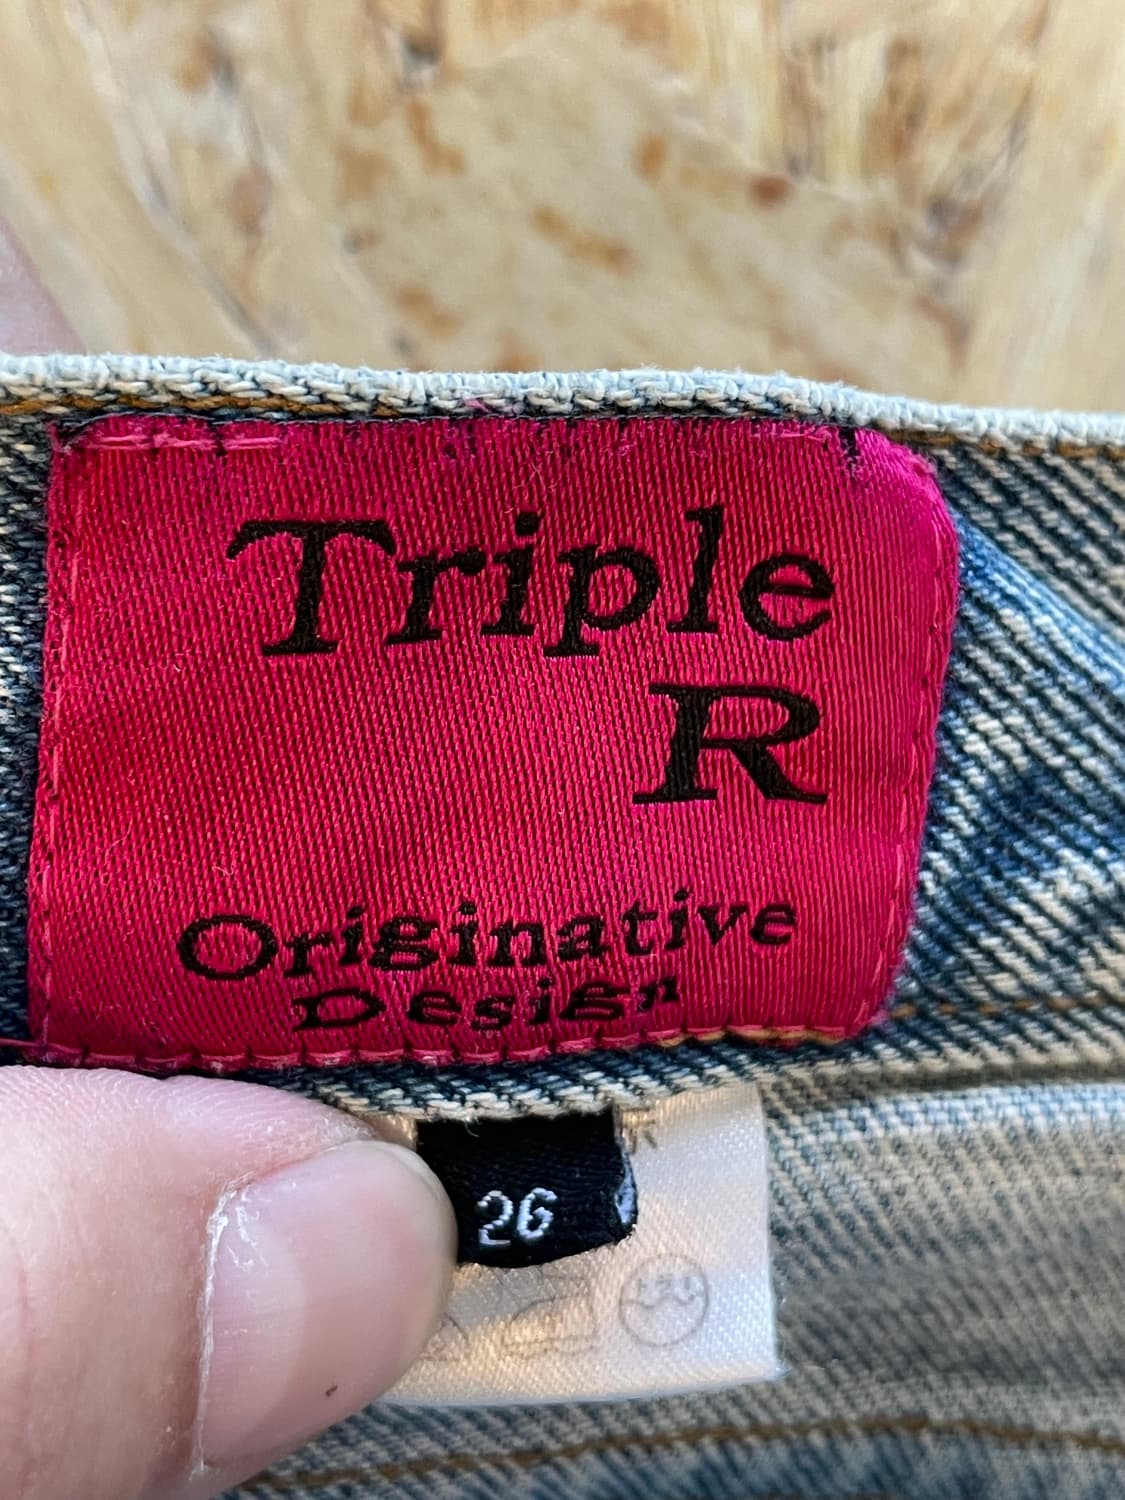 Triple
R
Originative
Design
26